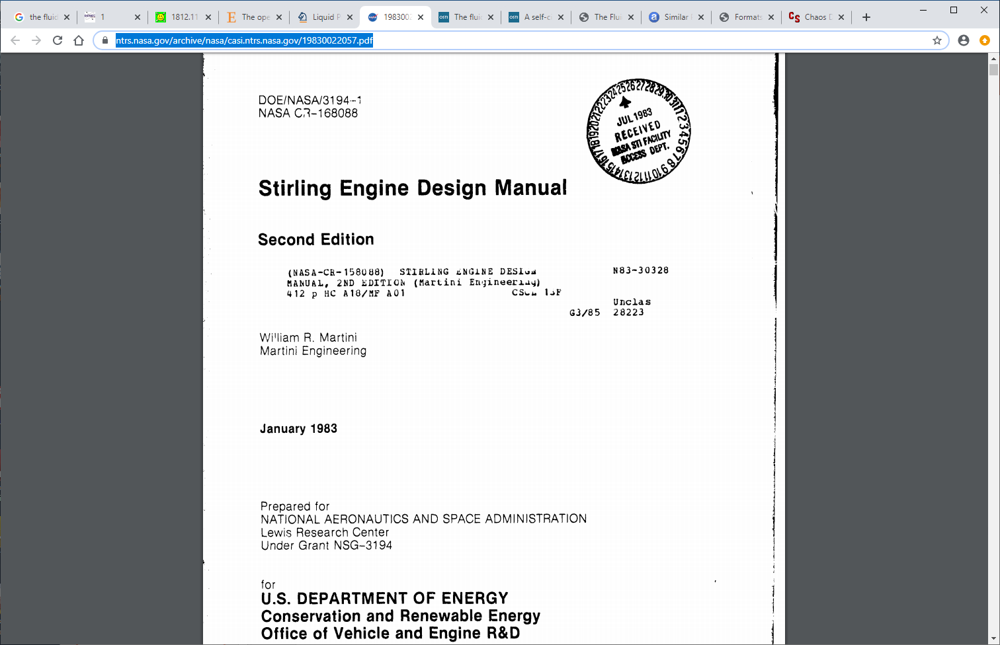 the fluid
1
1812.11
The ope
Liquid P
1983002
The fluid
A self-c
The Flui
Similar
Formats
Chaos D
ntrs.nasa.gov/archive/nasa/casi.ntrs.nasa.gov/19830022057.pdf
DOE/NASA/3194-1
NASA CR-168088
JUL 1983
RECEIVED
NASA STI FACILITY
ACCESS DEPT.
Stirling Engine Design Manual
Second Edition
(NASA-CR-158088) STIRLING ENGINE DESIGN N83-30328
MANUAL, 2ND EDITION (Martini Engineering)
412 p HC A18/MF A01
Unclas
G3/85 28223
William R. Martini
Martini Engineering
January 1983
Prepared for
NATIONAL AERONAUTICS AND SPACE ADMINISTRATION
Lewis Research Center
Under Grant NSG-3194
for
U.S. DEPARTMENT OF ENERGY
Conservation and Renewable Energy
Office of Vehicle and Engine R&D